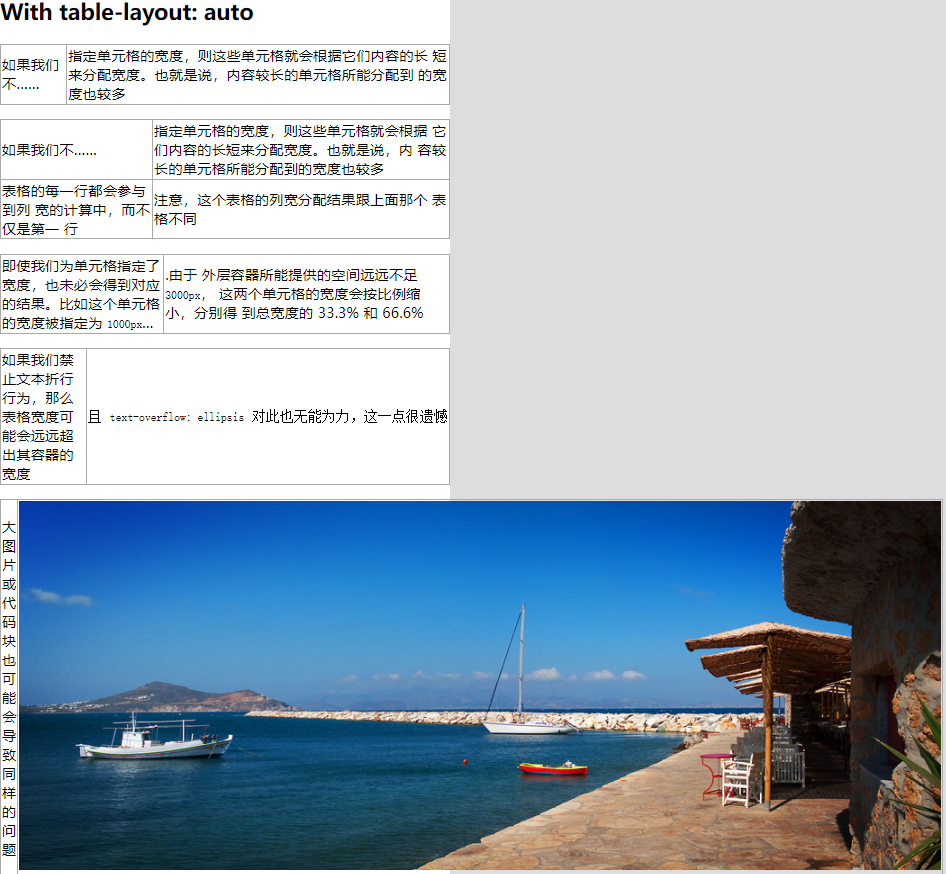 With table-layout: auto
如果我们
不……
指定单元格的宽度，则这些单元格就会根据它们内容的长 短
来分配宽度。也就是说，内容较长的单元格所能分配到 的宽
度也较多
如果我们不……
指定单元格的宽度，则这些单元格就会根据 它
们内容的长短来分配宽度。也就是说，内 容较
长的单元格所能分配到的宽度也较多
表格的每一行都会参与
到列 宽的计算中，而不
仅是第一 行
注意，这个表格的列宽分配结果跟上面那个 表
格不同
即使我们为单元格指定了
宽度，也未必会得到对应
的结果。比如这个单元格
的宽度被指定为 1000px…
.由于 外层容器所能提供的空间远远不足
3000px， 这两个单元格的宽度会按比例缩
小，分别得 到总宽度的 33.3% 和 66.6%
如果我们禁
止文本折行
行为，那么
表格宽度可
能会远远超
出其容器的
宽度
且 text-overflow: ellipsis 对此也无能为力，这一点很遗憾
大
图
片
或
代
码
块
也
可
能
会
导
致
同
样
的
问
题